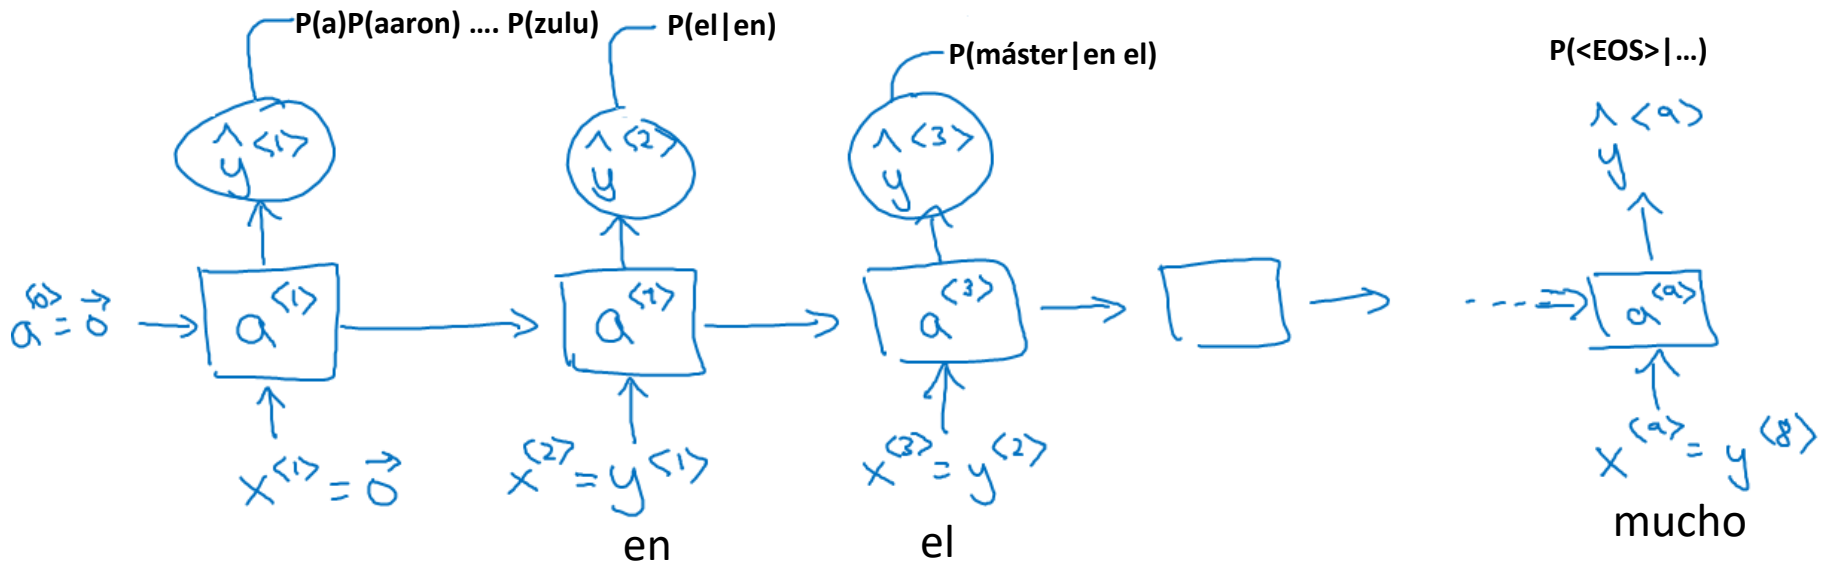 P(a)P(aaron) .... P(zulu)
P(el|en)
P(máster|en el)
P(<EOS>|...)
ŷ<1>
ŷ<2>
ŷ<3>
ŷ<9>
a<0> = 0⃗
a<1>
a<2>
a<3>
a<9>
x<1> = 0⃗
x<2> = y<1>
x<3> = y<2>
x<9> = y<8>
en
el
mucho